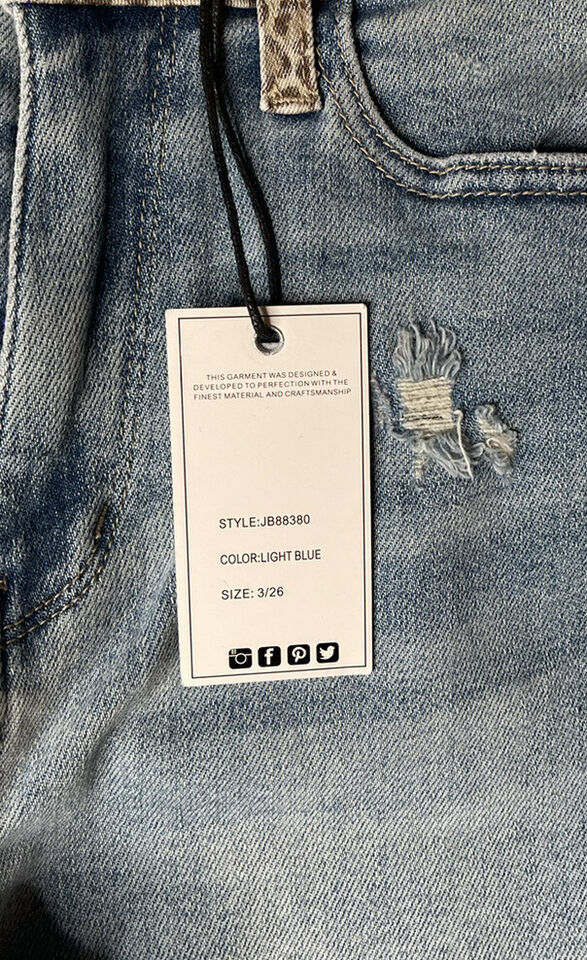 THIS GARMENT WAS DESIGNED &
DEVELOPED TO PERFECTION WITH THE
FINEST MATERIAL AND CRAFTSMANSHIP
STYLE:JB88380
COLOR:LIGHT BLUE
SIZE: 3/26